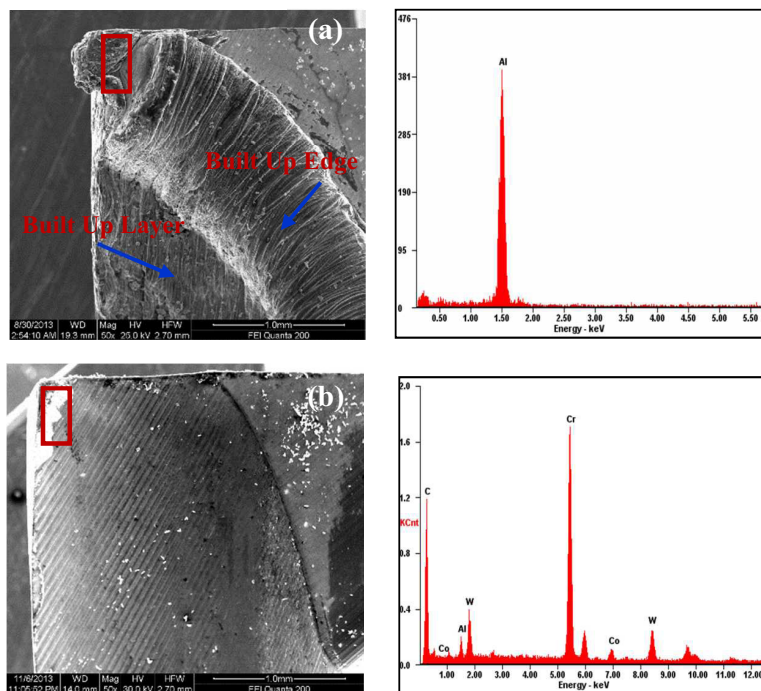 (a)
Built Up Edge
Built Up Layer
8/30/2013 WD Mag HV HFW 1.0mm
2:54:10 AM 19.3 mm 50x 25.0 kV 2.70 mm FEI Quanta 200
476
381
285
190
95
0
Al
0.50 1.00 1.50 2.00 2.50 3.00 3.50 4.00 4.50 5.00 5.5
Energy - keV
(b)
11/6/2013 WD Mag HV HFW 1.0mm
11:05:52 PM 14.0 mm 50x 30.0 kV 2.70 mm FEI Quanta 200
2.0
1.6
1.2
KCnt
0.8
0.4
0.0
C
Co
Al
W
Cr
Co
W
1.00 2.00 3.00 4.00 5.00 6.00 7.00 8.00 9.00 10.00 11.00 12.00
Energy - keV